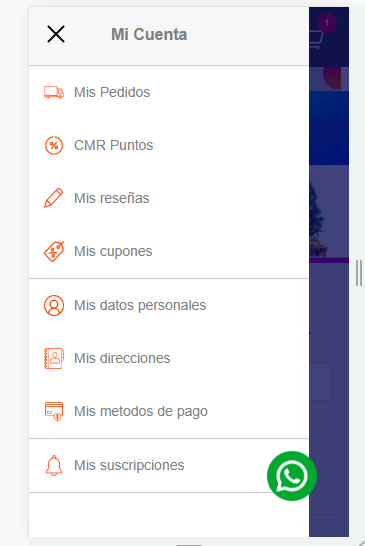 1
Mi Cuenta
Mis Pedidos
CMR Puntos
Mis reseñas
Mis cupones
Mis datos personales
Mis direcciones
Mis metodos de pago
Mis suscripciones